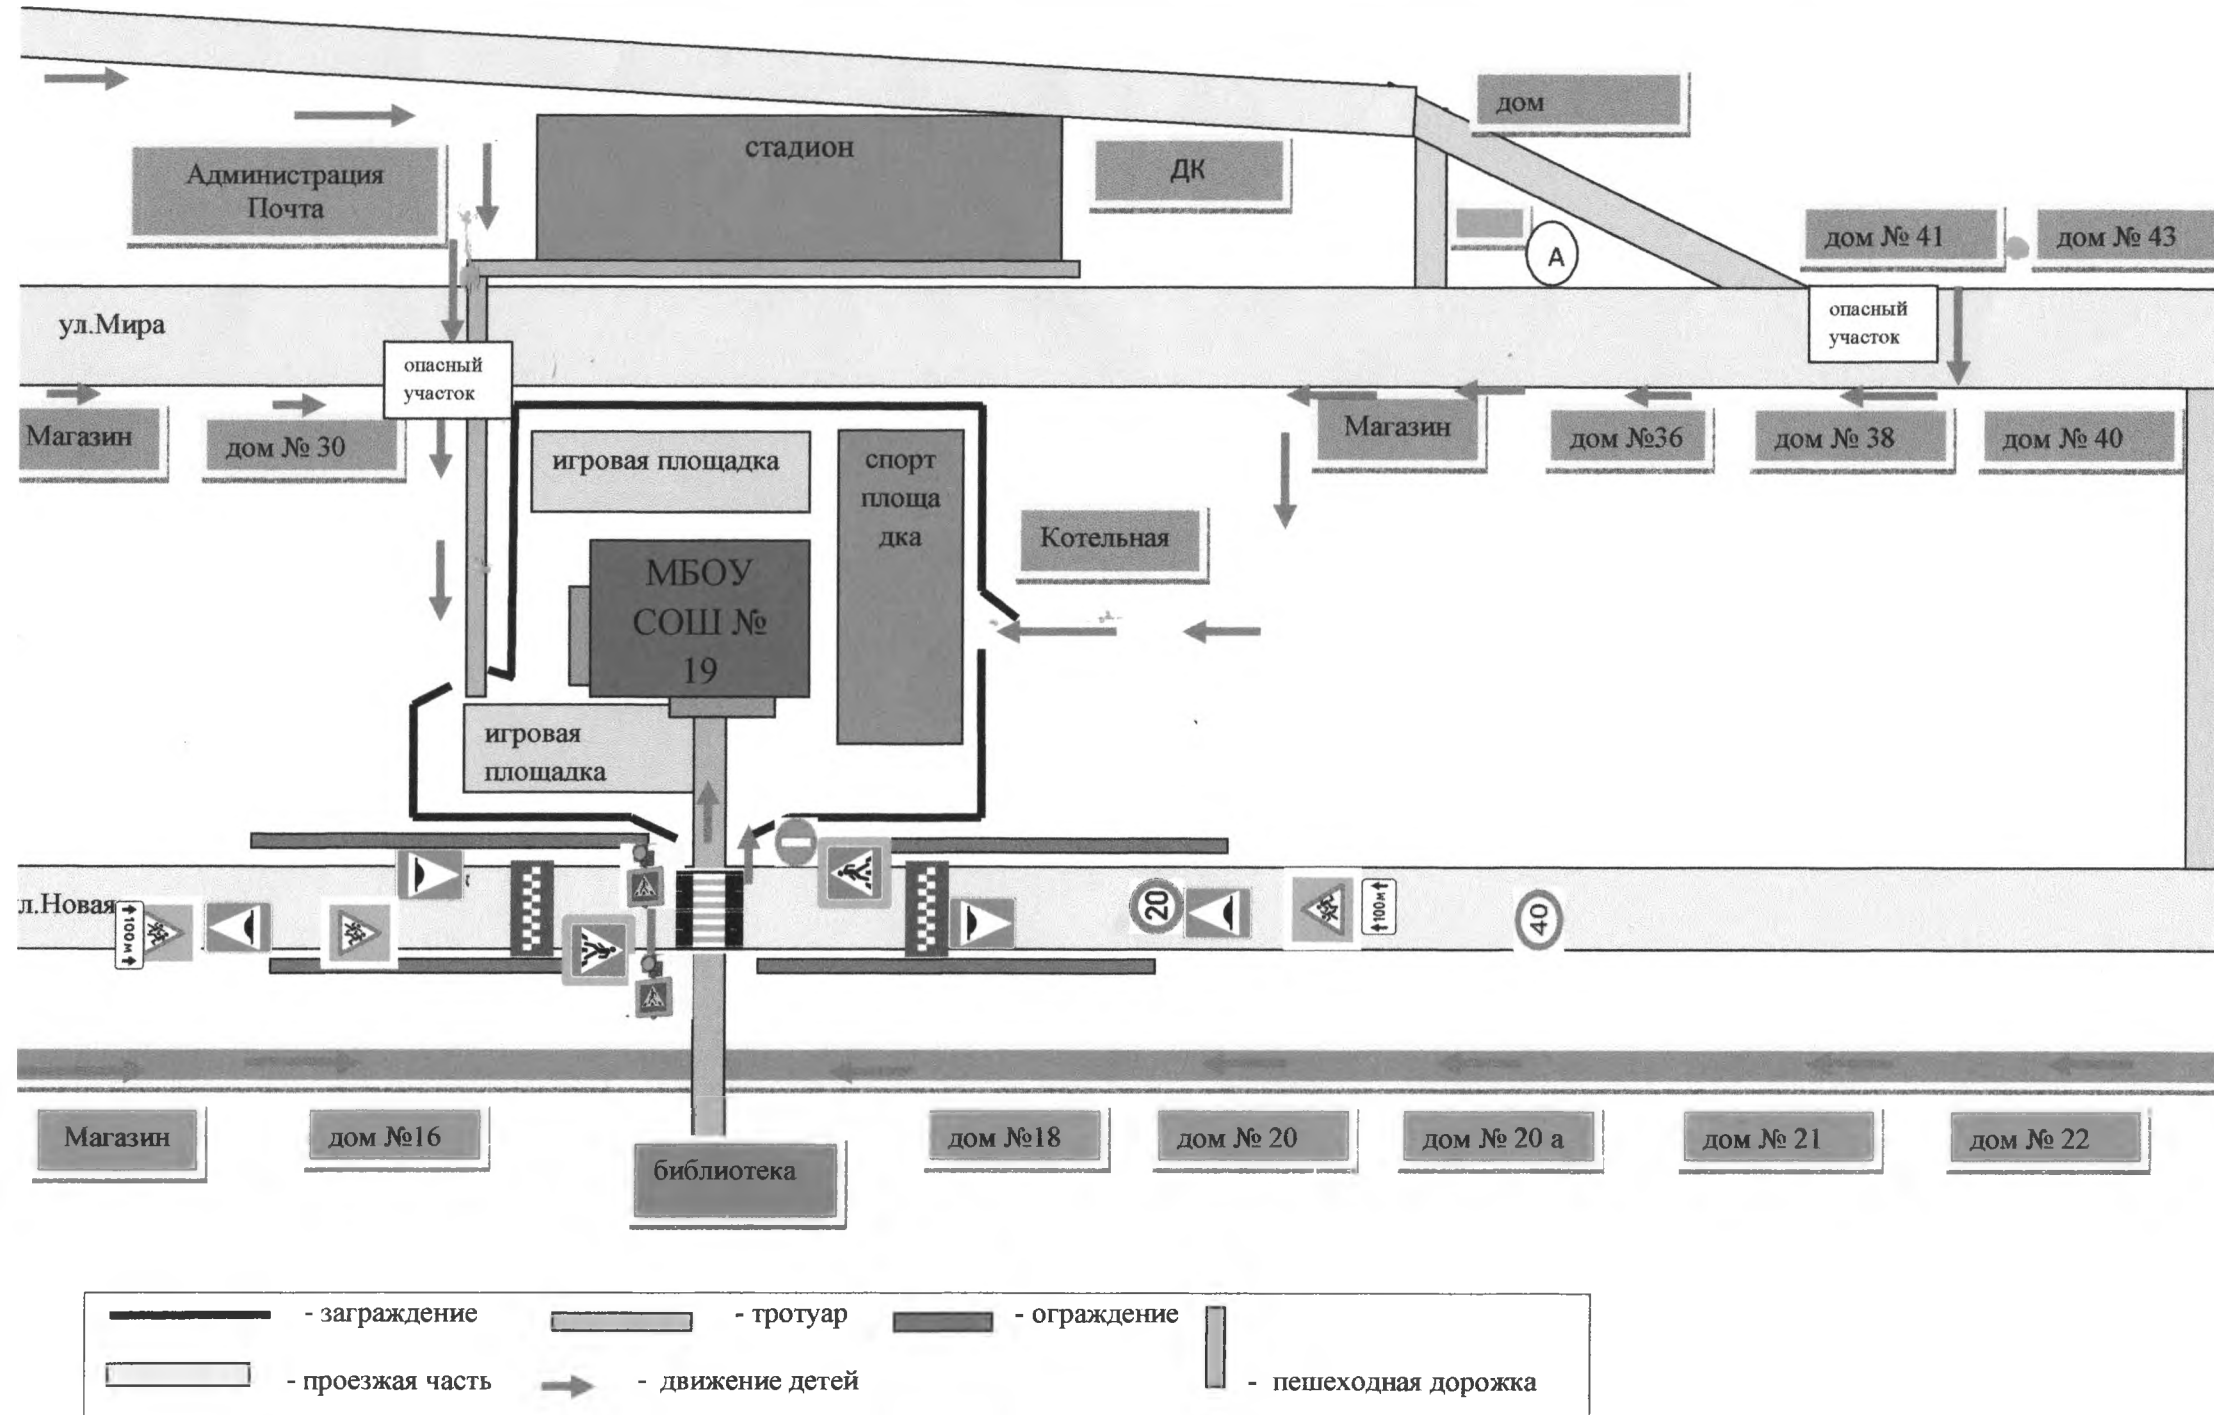 дом
стадион
ДК
Администрация
Почта
А
дом № 41
дом № 43
ул.Мира
опасный
участок
опасный
участок
Магазин
дом № 30
игровая площадка
спорт
площа
дка
Магазин
дом №36
дом № 38
дом № 40
Котельная
МБОУ
СОШ №
19
игровая
площадка
л.Новая
100м
20
100м
40
Магазин
дом №16
библиотека
дом №18
дом № 20
дом № 20 а
дом № 21
дом № 22
- заграждение
- тротуар
- ограждение
- проезжая часть
- движение детей
- пешеходная дорожка